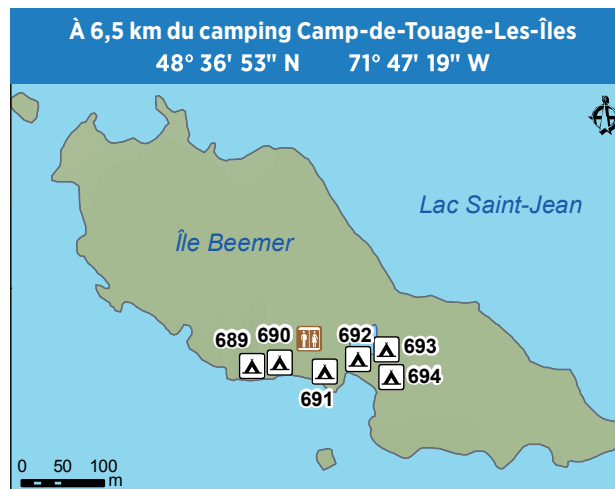 À 6,5 km du camping Camp-de-Touage-Les-Îles
48° 36' 53" N 71° 47' 19" W
Lac Saint-Jean
Île Beemer
689 690 692 693
694
691
0 50 100
m